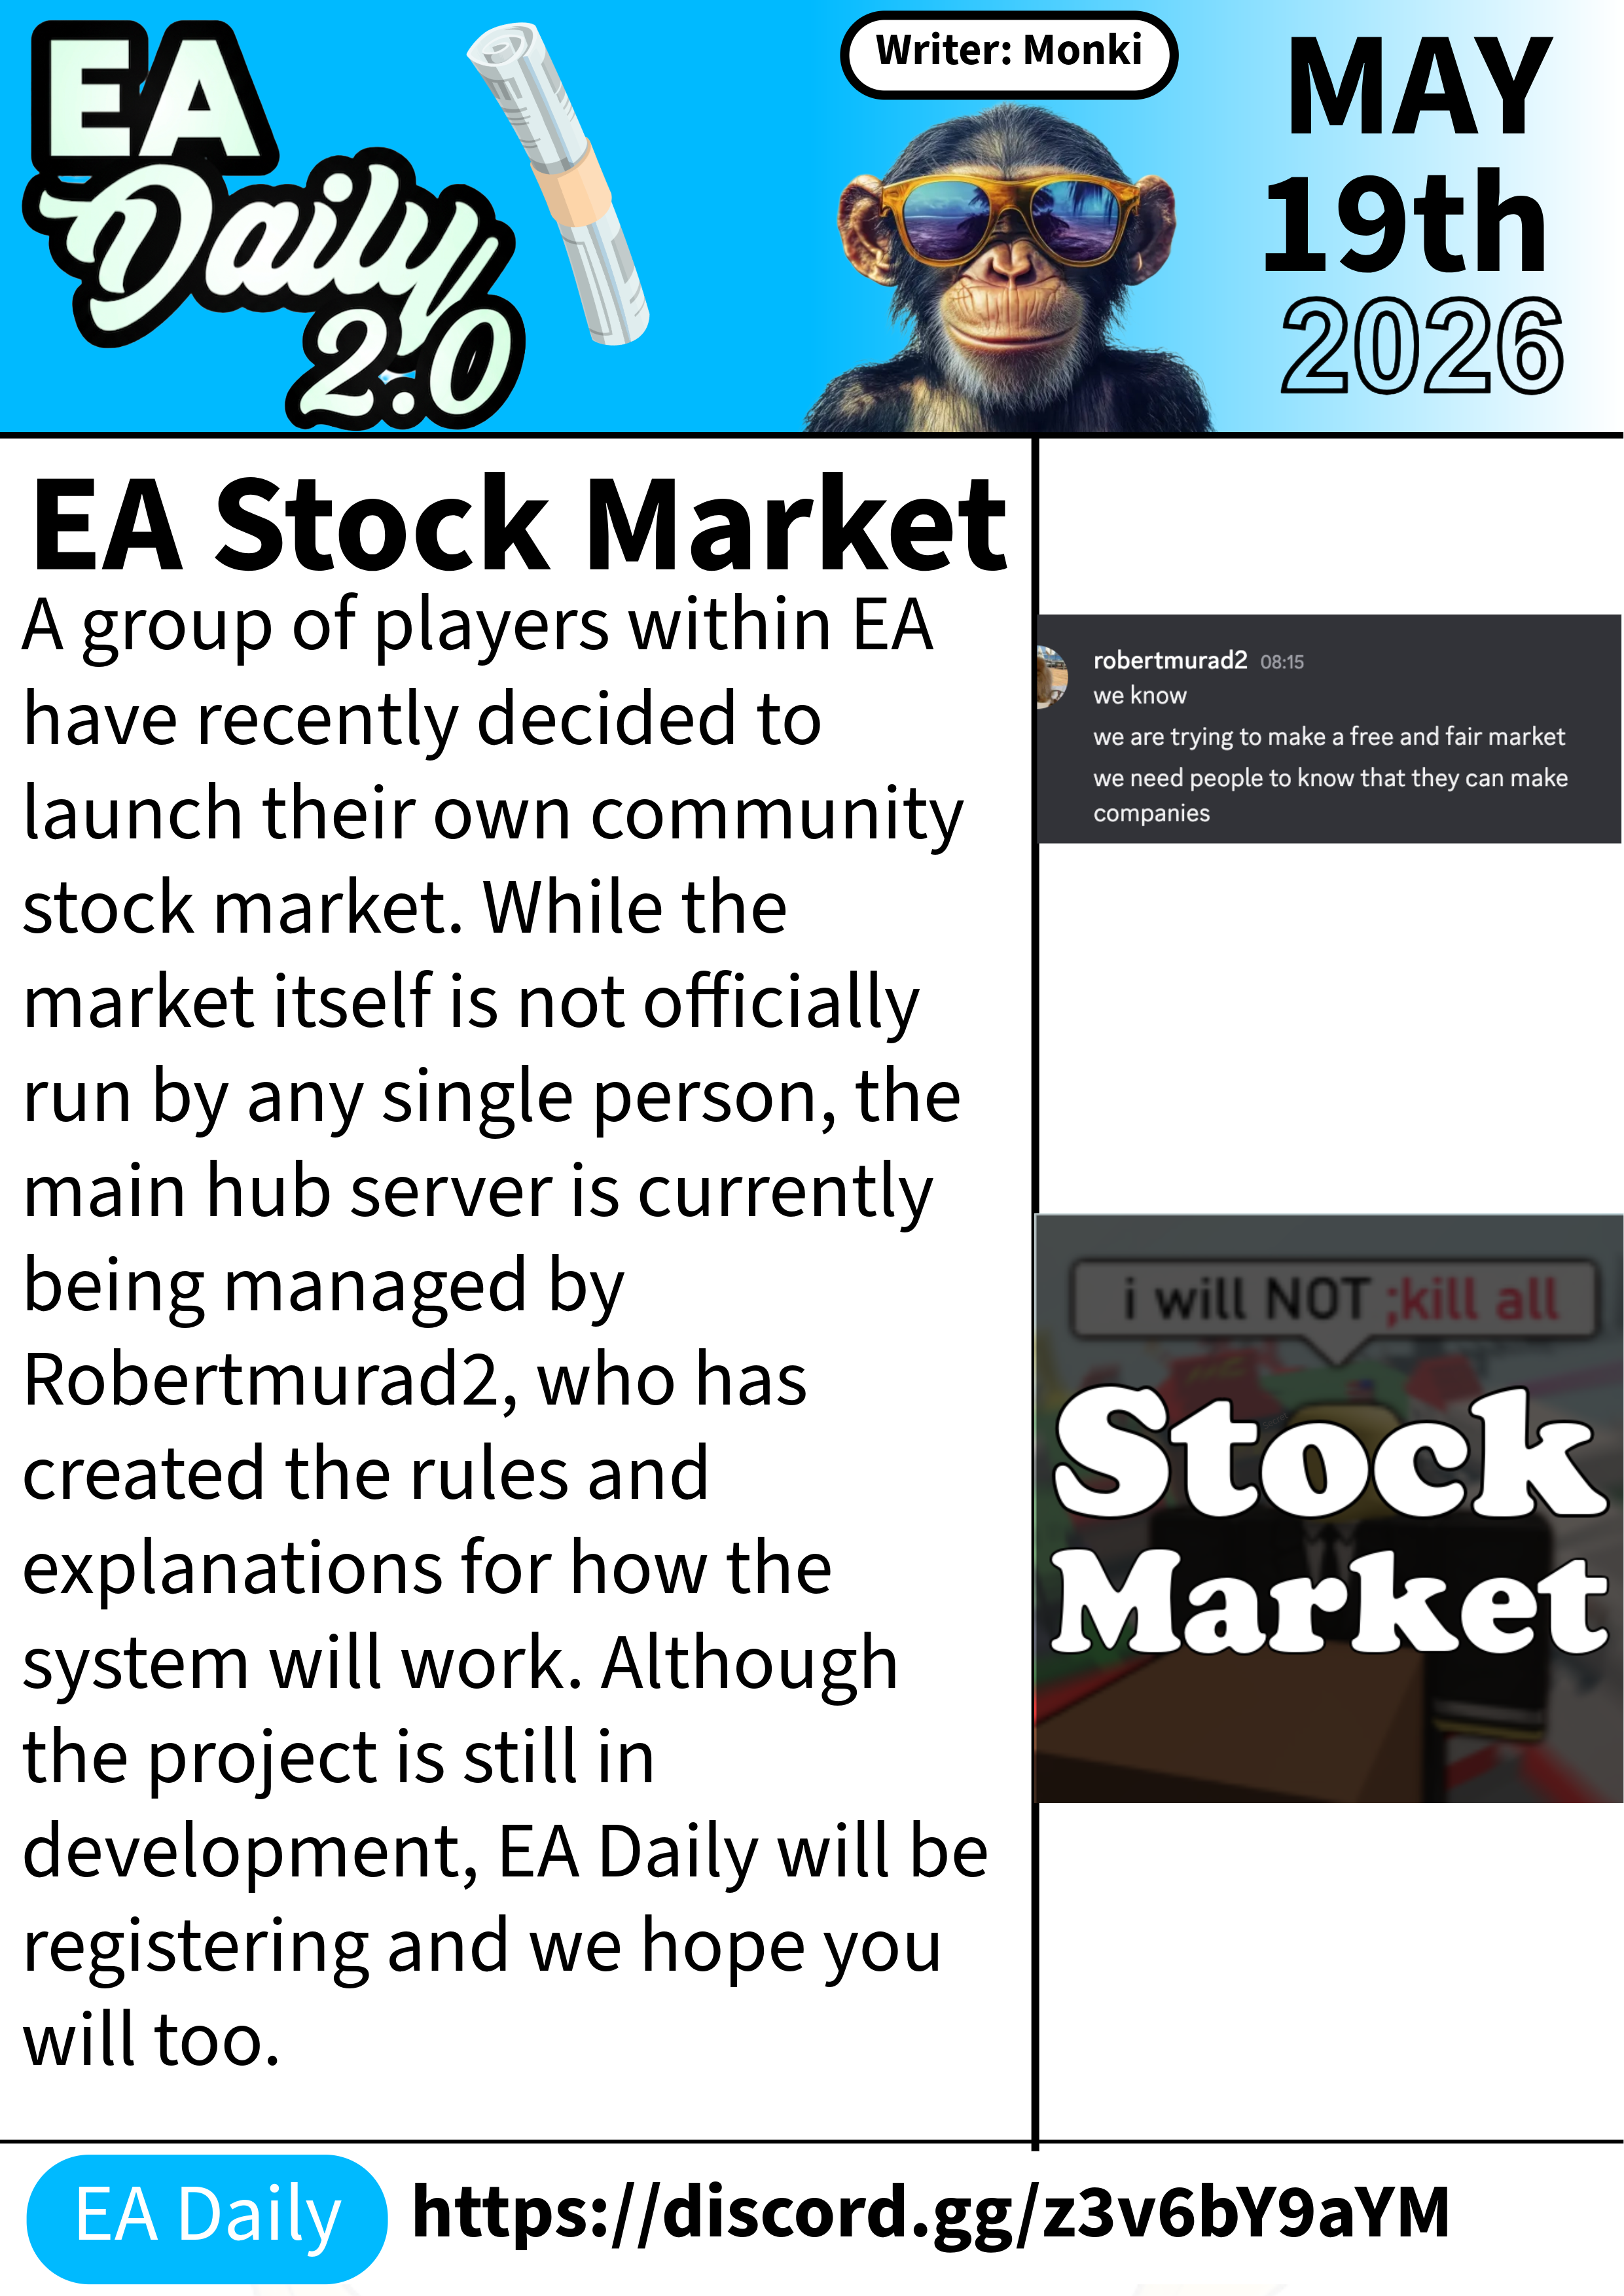 EA
Daily
2.0
Writer: Monki
MAY
19th
2026
EA Stock Market
A group of players within EA
have recently decided to
launch their own community
stock market. While the
market itself is not officially
run by any single person, the
main hub server is currently
being managed by
Robertmurad2, who has
created the rules and
explanations for how the
system will work. Although
the project is still in
development, EA Daily will be
registering and we hope you
will too.
robertmurad2 08:15
we know
we are trying to make a free and fair market
we need people to know that they can make
companies
i will NOT ;kill all
Stock
Market
EA Daily
https://discord.gg/z3v6bY9aYM